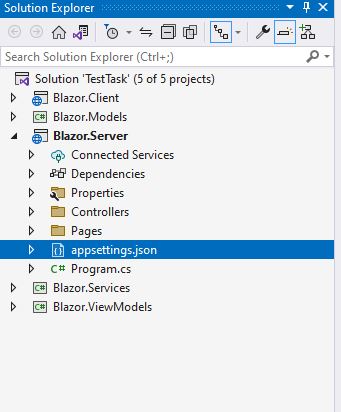 Solution Explorer
Search Solution Explorer (Ctrl+;)
Solution 'TestTask' (5 of 5 projects)
Blazor.Client
C# Blazor.Models
Blazor.Server
Connected Services
Dependencies
Properties
Controllers
Pages
appsettings.json
C# Program.cs
C# Blazor.Services
C# Blazor.ViewModels